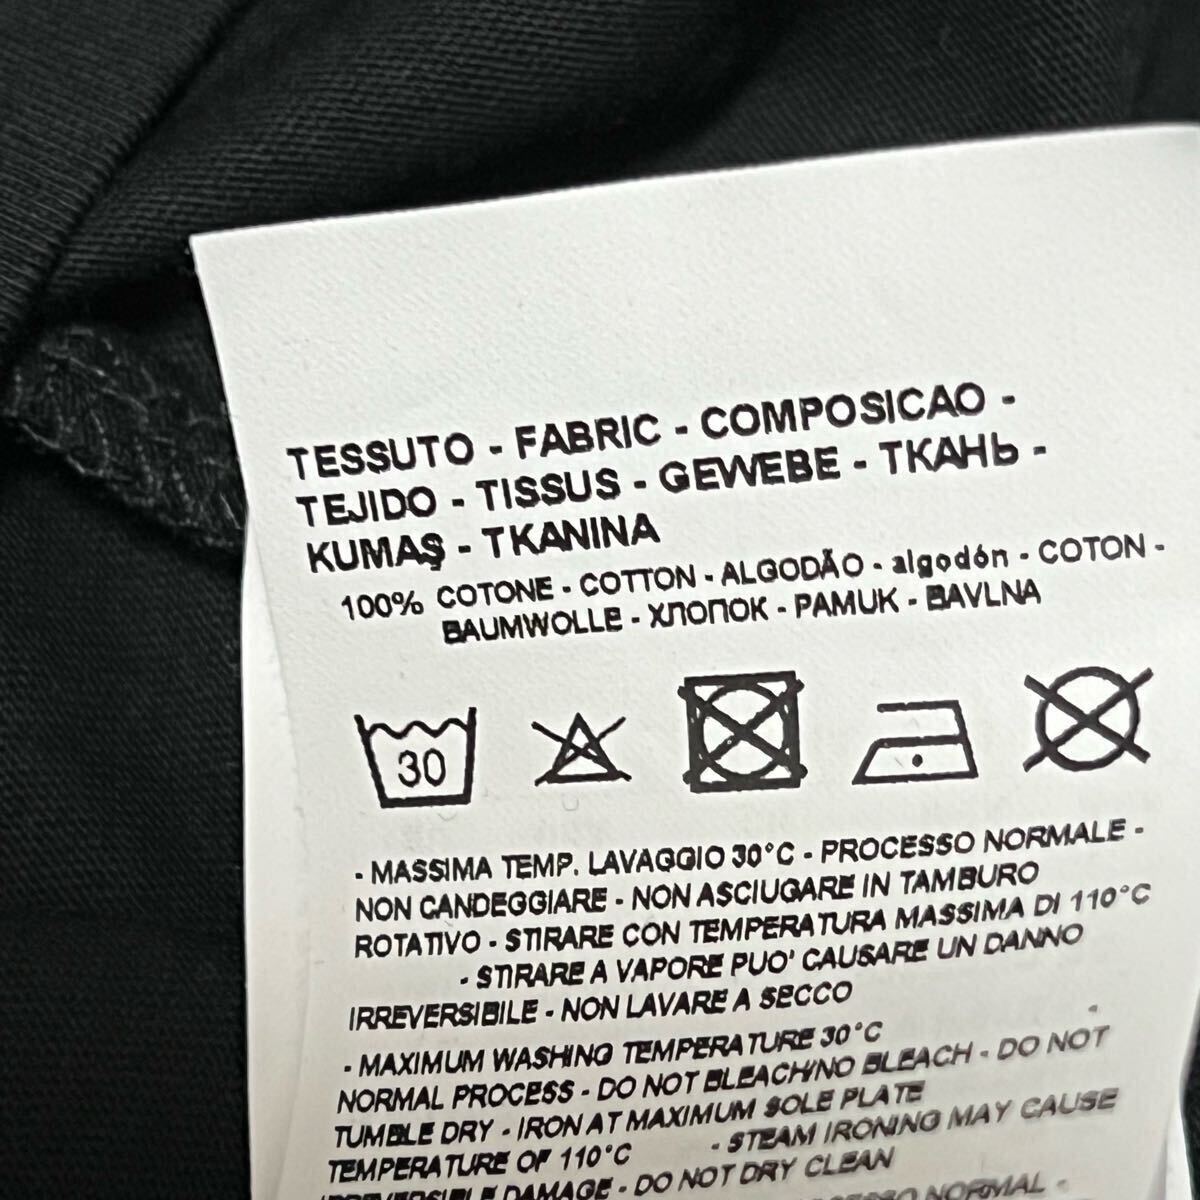 TESSUTO - FABRIC - COMPOSICAO -
TEJIDO - TISSUS - GEWEBE - ТКАНЬ -
KUMAŞ - TKANINA
100% COTONE - COTTON - ALGODÃO - algodón - COTON -
BAUMWOLLE - ХЛОПОК - PAMUK - BAVLNA
30
- MASSIMA TEMP. LAVAGGIO 30°C - PROCESSO NORMALE -
NON CANDEGGIARE - NON ASCIUGARE IN TAMBURO
ROTATIVO - STIRARE CON TEMPERATURA MASSIMA DI 110°C
- STIRARE A VAPORE PUO' CAUSARE UN DANNO
IRREVERSIBILE - NON LAVARE A SECCO
- MAXIMUM WASHING TEMPERATURE 30°C -
NORMAL PROCESS - DO NOT BLEACH/NO BLEACH - DO NOT
TUMBLE DRY - IRON AT MAXIMUM SOLE PLATE
TEMPERATURE OF 110°C - STEAM IRONING MAY CAUSE
IRREVERSIBLE DAMAGE - DO NOT DRY CLEAN
NORMAL -